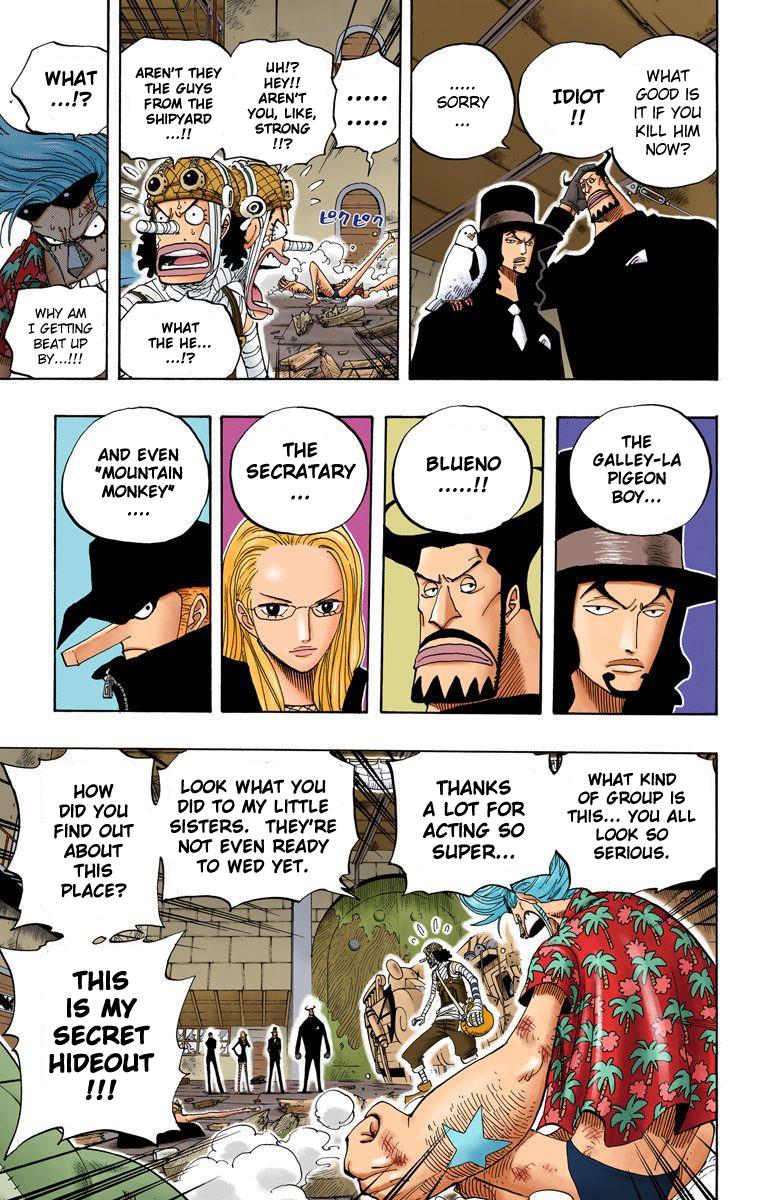 WHAT
GOOD
IS IT IF YOU
KILL HIM
NOW?
IDIOT
!!
.....
SORRY
...
.....
.....
UH!?
HEY!!
AREN'T
YOU, LIKE,
STRONG
!!?
AREN'T THEY
THE GUYS
FROM THE
SHIPYARD
...!!
ピクピク
WHAT
THE HE...
...!?
WHAT
...!?
WHY AM
I GETTING
BEAT UP
BY...!!!
THE
GALLEY-LA
PIGEON
BOY...
BLUENO
.....!!
THE
SECRATARY
...
AND EVEN
"MOUNTAIN
MONKEY"
....
WHAT KIND
OF GROUP IS
THIS... YOU ALL
LOOK SO
SERIOUS.
THANKS
A LOT FOR
ACTING SO
SUPER...
LOOK WHAT YOU
DID TO MY LITTLE
SISTERS. THEY'RE
NOT EVEN READY
TO WED YET.
HOW
DID YOU
FIND OUT
ABOUT
THIS
PLACE?
THIS
IS MY
SECRET
HIDEOUT
!!!